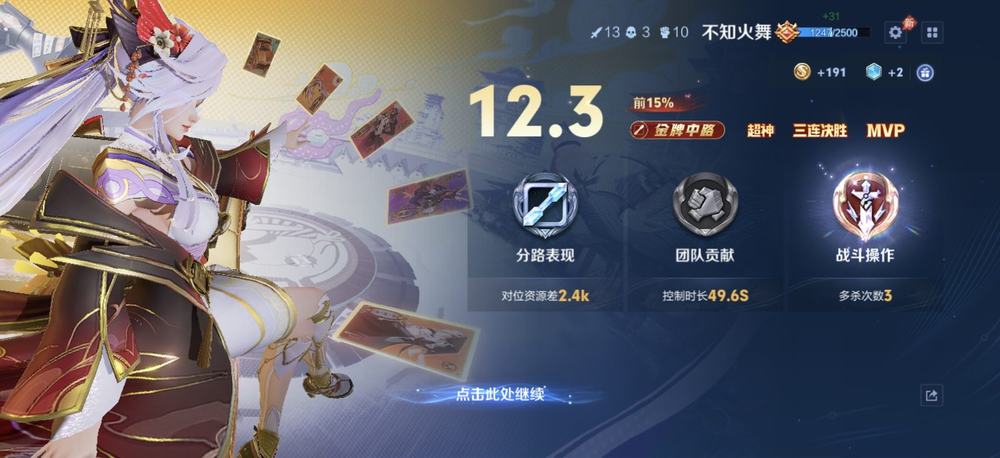 +31
13 3 10 不知火舞 1247/2500 新
+191 +2
12.3
前15%
金牌中路 超神 三连决胜 MVP
分路表现 团队贡献 战斗操作
对位资源差2.4k 控制时长49.6S 多杀次数3
点击此处继续